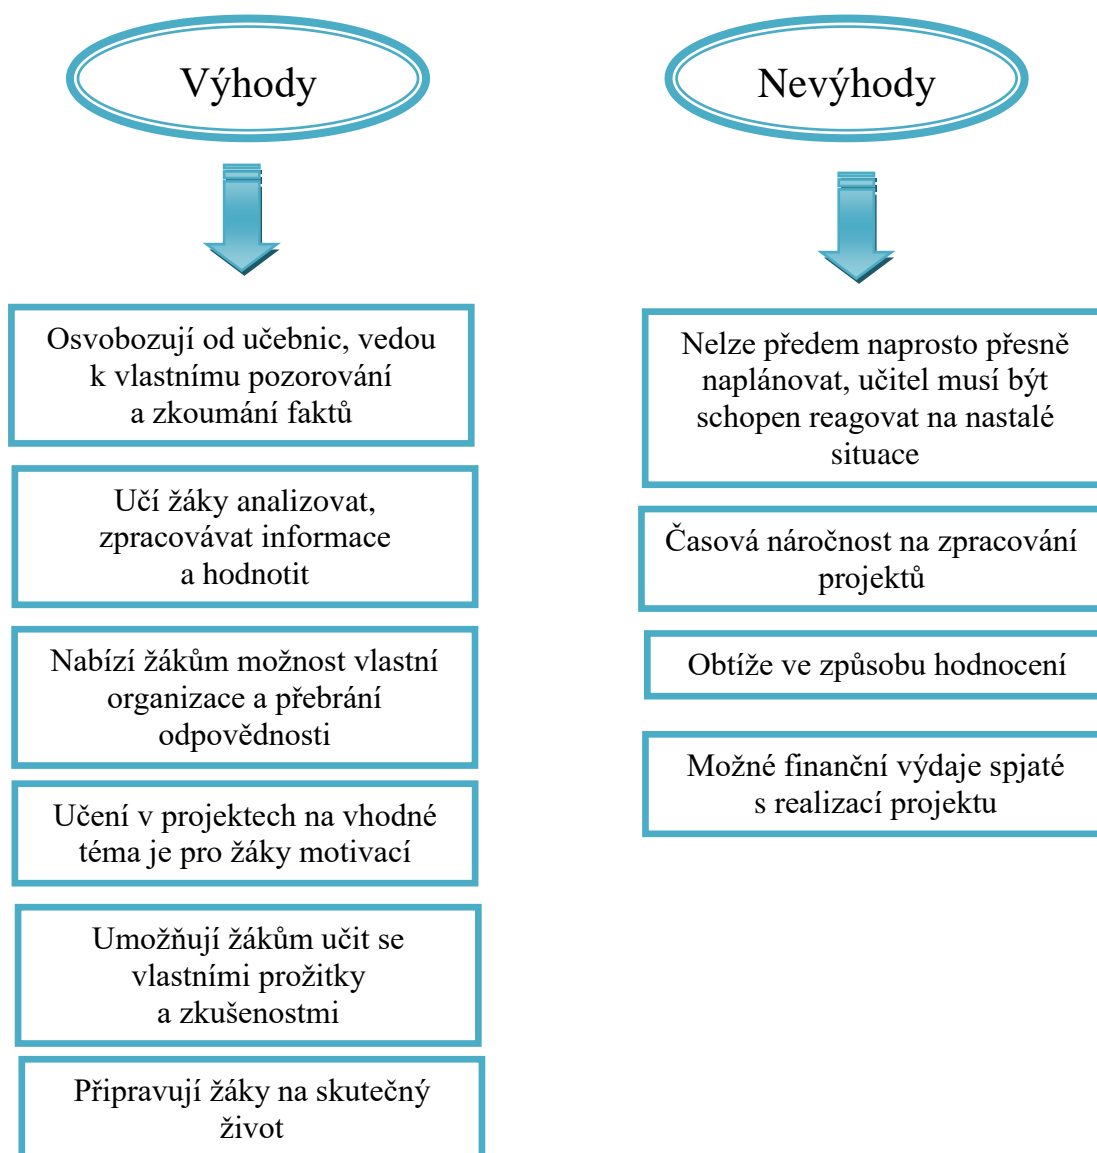 Výhody
Osvobozují od učebnic, vedou
k vlastnímu pozorování
a zkoumání faktů
Učí žáky analizovat,
zpracovávat informace
a hodnotit
Nabízí žákům možnost vlastní
organizace a přebrání
odpovědnosti
Učení v projektech na vhodné
téma je pro žáky motivací
Umožňují žákům učit se
vlastními prožitky
a zkušenostmi
Připravují žáky na skutečný
život
Nevýhody
Nelze předem naprosto přesně
naplánovat, učitel musí být
schopen reagovat na nastalé
situace
Časová náročnost na zpracování
projektů
Obtíže ve způsobu hodnocení
Možné finanční výdaje spjaté
s realizací projektu